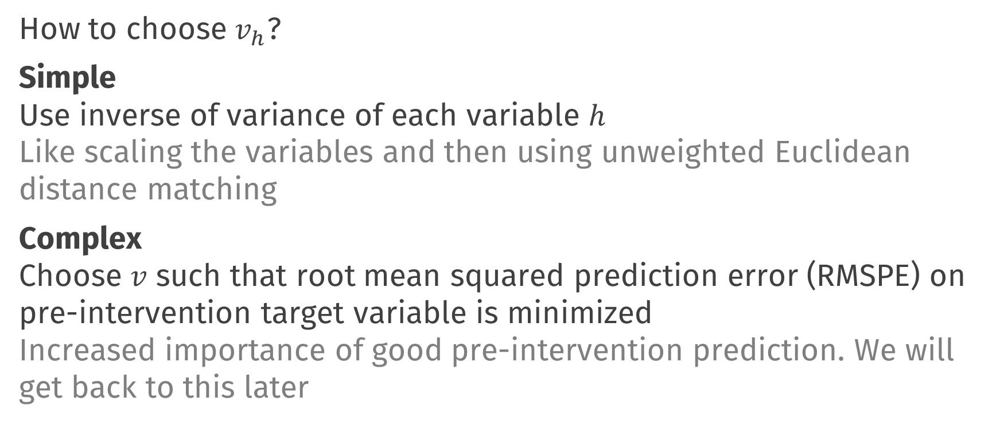 How to choose v_h?
Simple
Use inverse of variance of each variable h
Like scaling the variables and then using unweighted Euclidean
distance matching
Complex
Choose v such that root mean squared prediction error (RMSPE) on
pre-intervention target variable is minimized
Increased importance of good pre-intervention prediction. We will
get back to this later